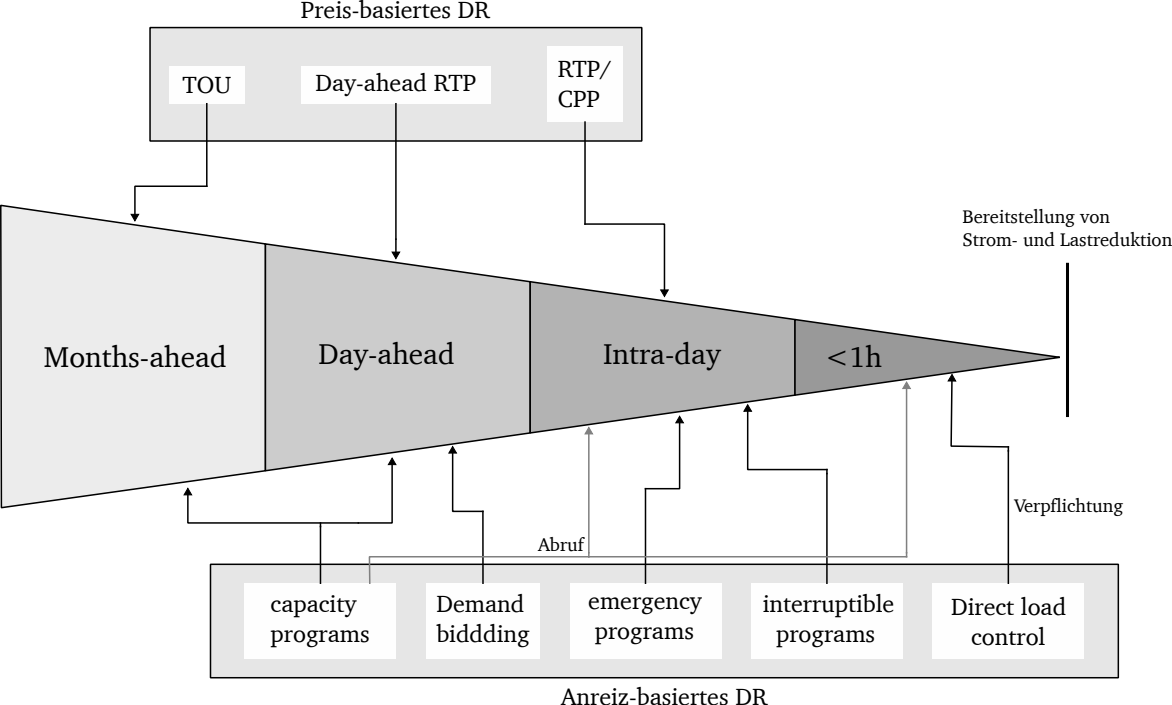 Preis-basiertes DR
TOU
Day-ahead RTP
RTP/
CPP
Bereitstellung von
Strom- und Lastreduktion
Months-ahead
Day-ahead
Intra-day
<1h
Verpflichtung
Abruf
capacity
programs
Demand
biddding
emergency
programs
interruptible
programs
Direct load
control
Anreiz-basiertes DR